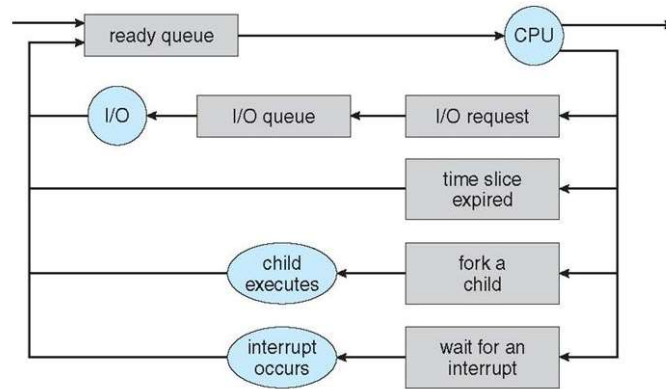 ready queue
CPU
I/O
I/O queue
I/O request
time slice
expired
child
executes
fork a
child
interrupt
occurs
wait for an
interrupt